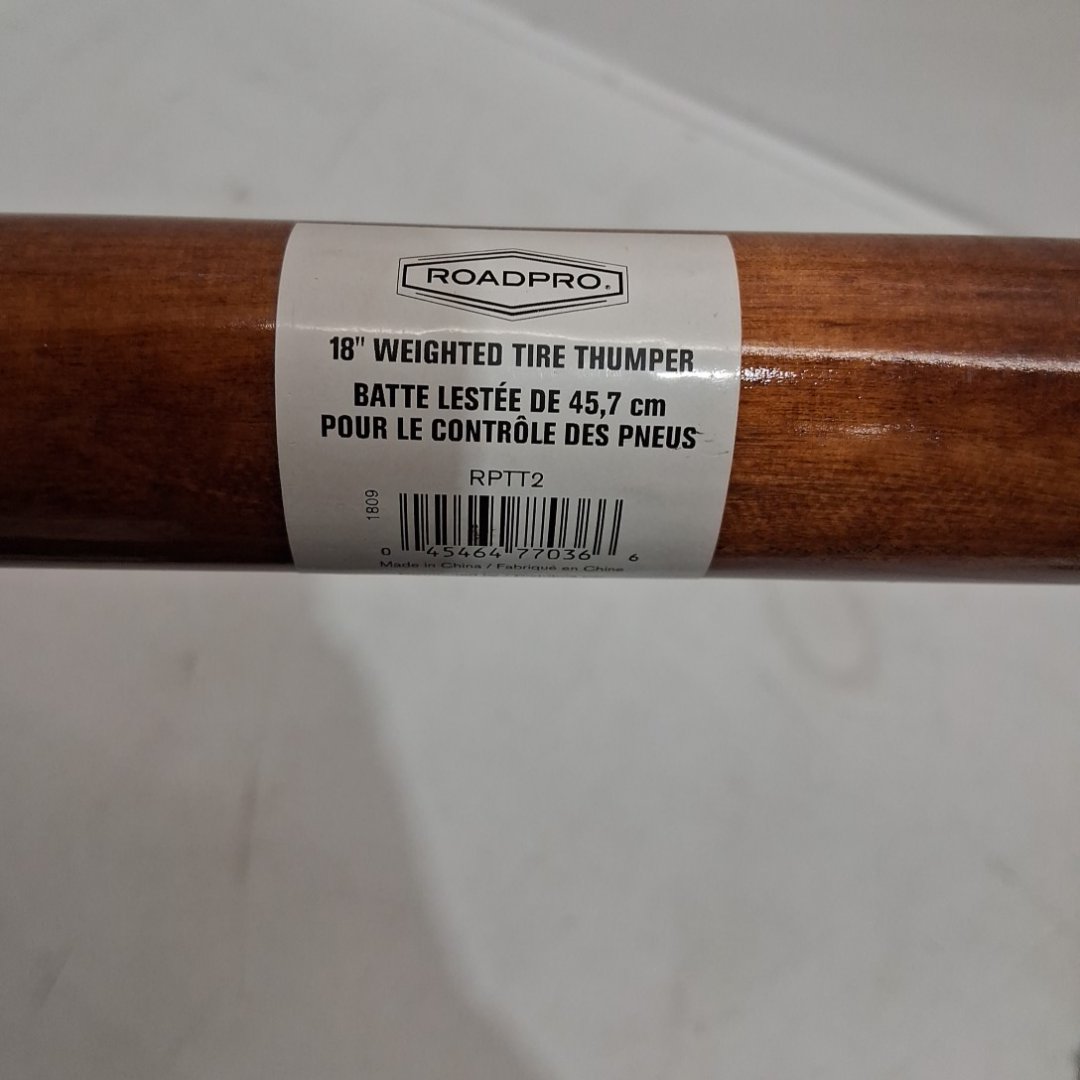 ROADPRO®
18" WEIGHTED TIRE THUMPER
BATTE LESTÉE DE 45,7 cm
POUR LE CONTRÔLE DES PNEUS
RPTT2
1809
0 45464 77036 6
Made in China / Fabriqué en Chine